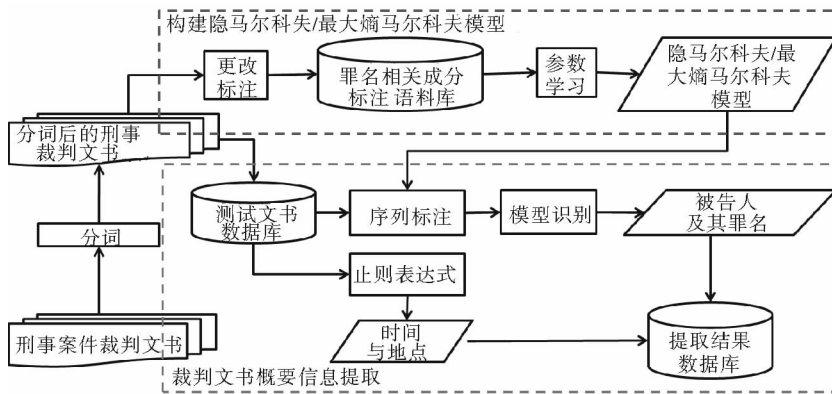 构建隐马尔科失/最大熵马尔科夫模型
更改
标注
罪名相关成分
标注语料库
参数
学习
隐马尔科夫/最
大熵马尔科夫
模型
分词后的刑事
裁判文书
测试文书
数据库
序列标注
模型识别
被告人
及其罪名
分词
止则表达式
刑事案件裁判文书
时间
与地点
提取结果
数据库
裁判文书概要信息提取